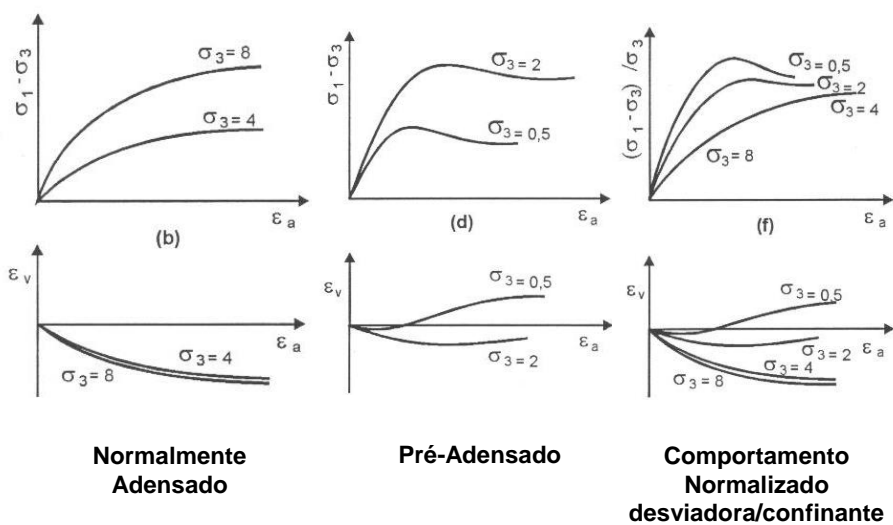 σ₁ - σ₃
σ₃ = 8
σ₃ = 4
εₐ
(b)
σ₁ - σ₃
σ₃ = 2
σ₃ = 0,5
εₐ
(d)
(σ₁ - σ₃) / σ₃
σ₃ = 0,5
σ₃ = 2
σ₃ = 4
σ₃ = 8
εₐ
(f)
εᵥ
εₐ
σ₃ = 4
σ₃ = 8
εᵥ
σ₃ = 0,5
εₐ
σ₃ = 2
εᵥ
σ₃ = 0,5
εₐ
σ₃ = 2
σ₃ = 4
σ₃ = 8
Normalmente
Adensado
Pré-Adensado
Comportamento
Normalizado
desviadora/confinante